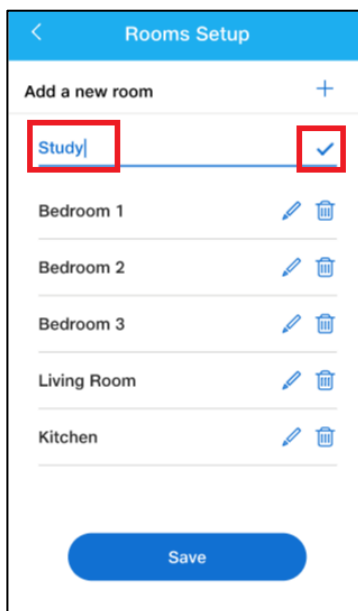 Rooms Setup
Add a new room
Study
Bedroom 1
Bedroom 2
Bedroom 3
Living Room
Kitchen
Save